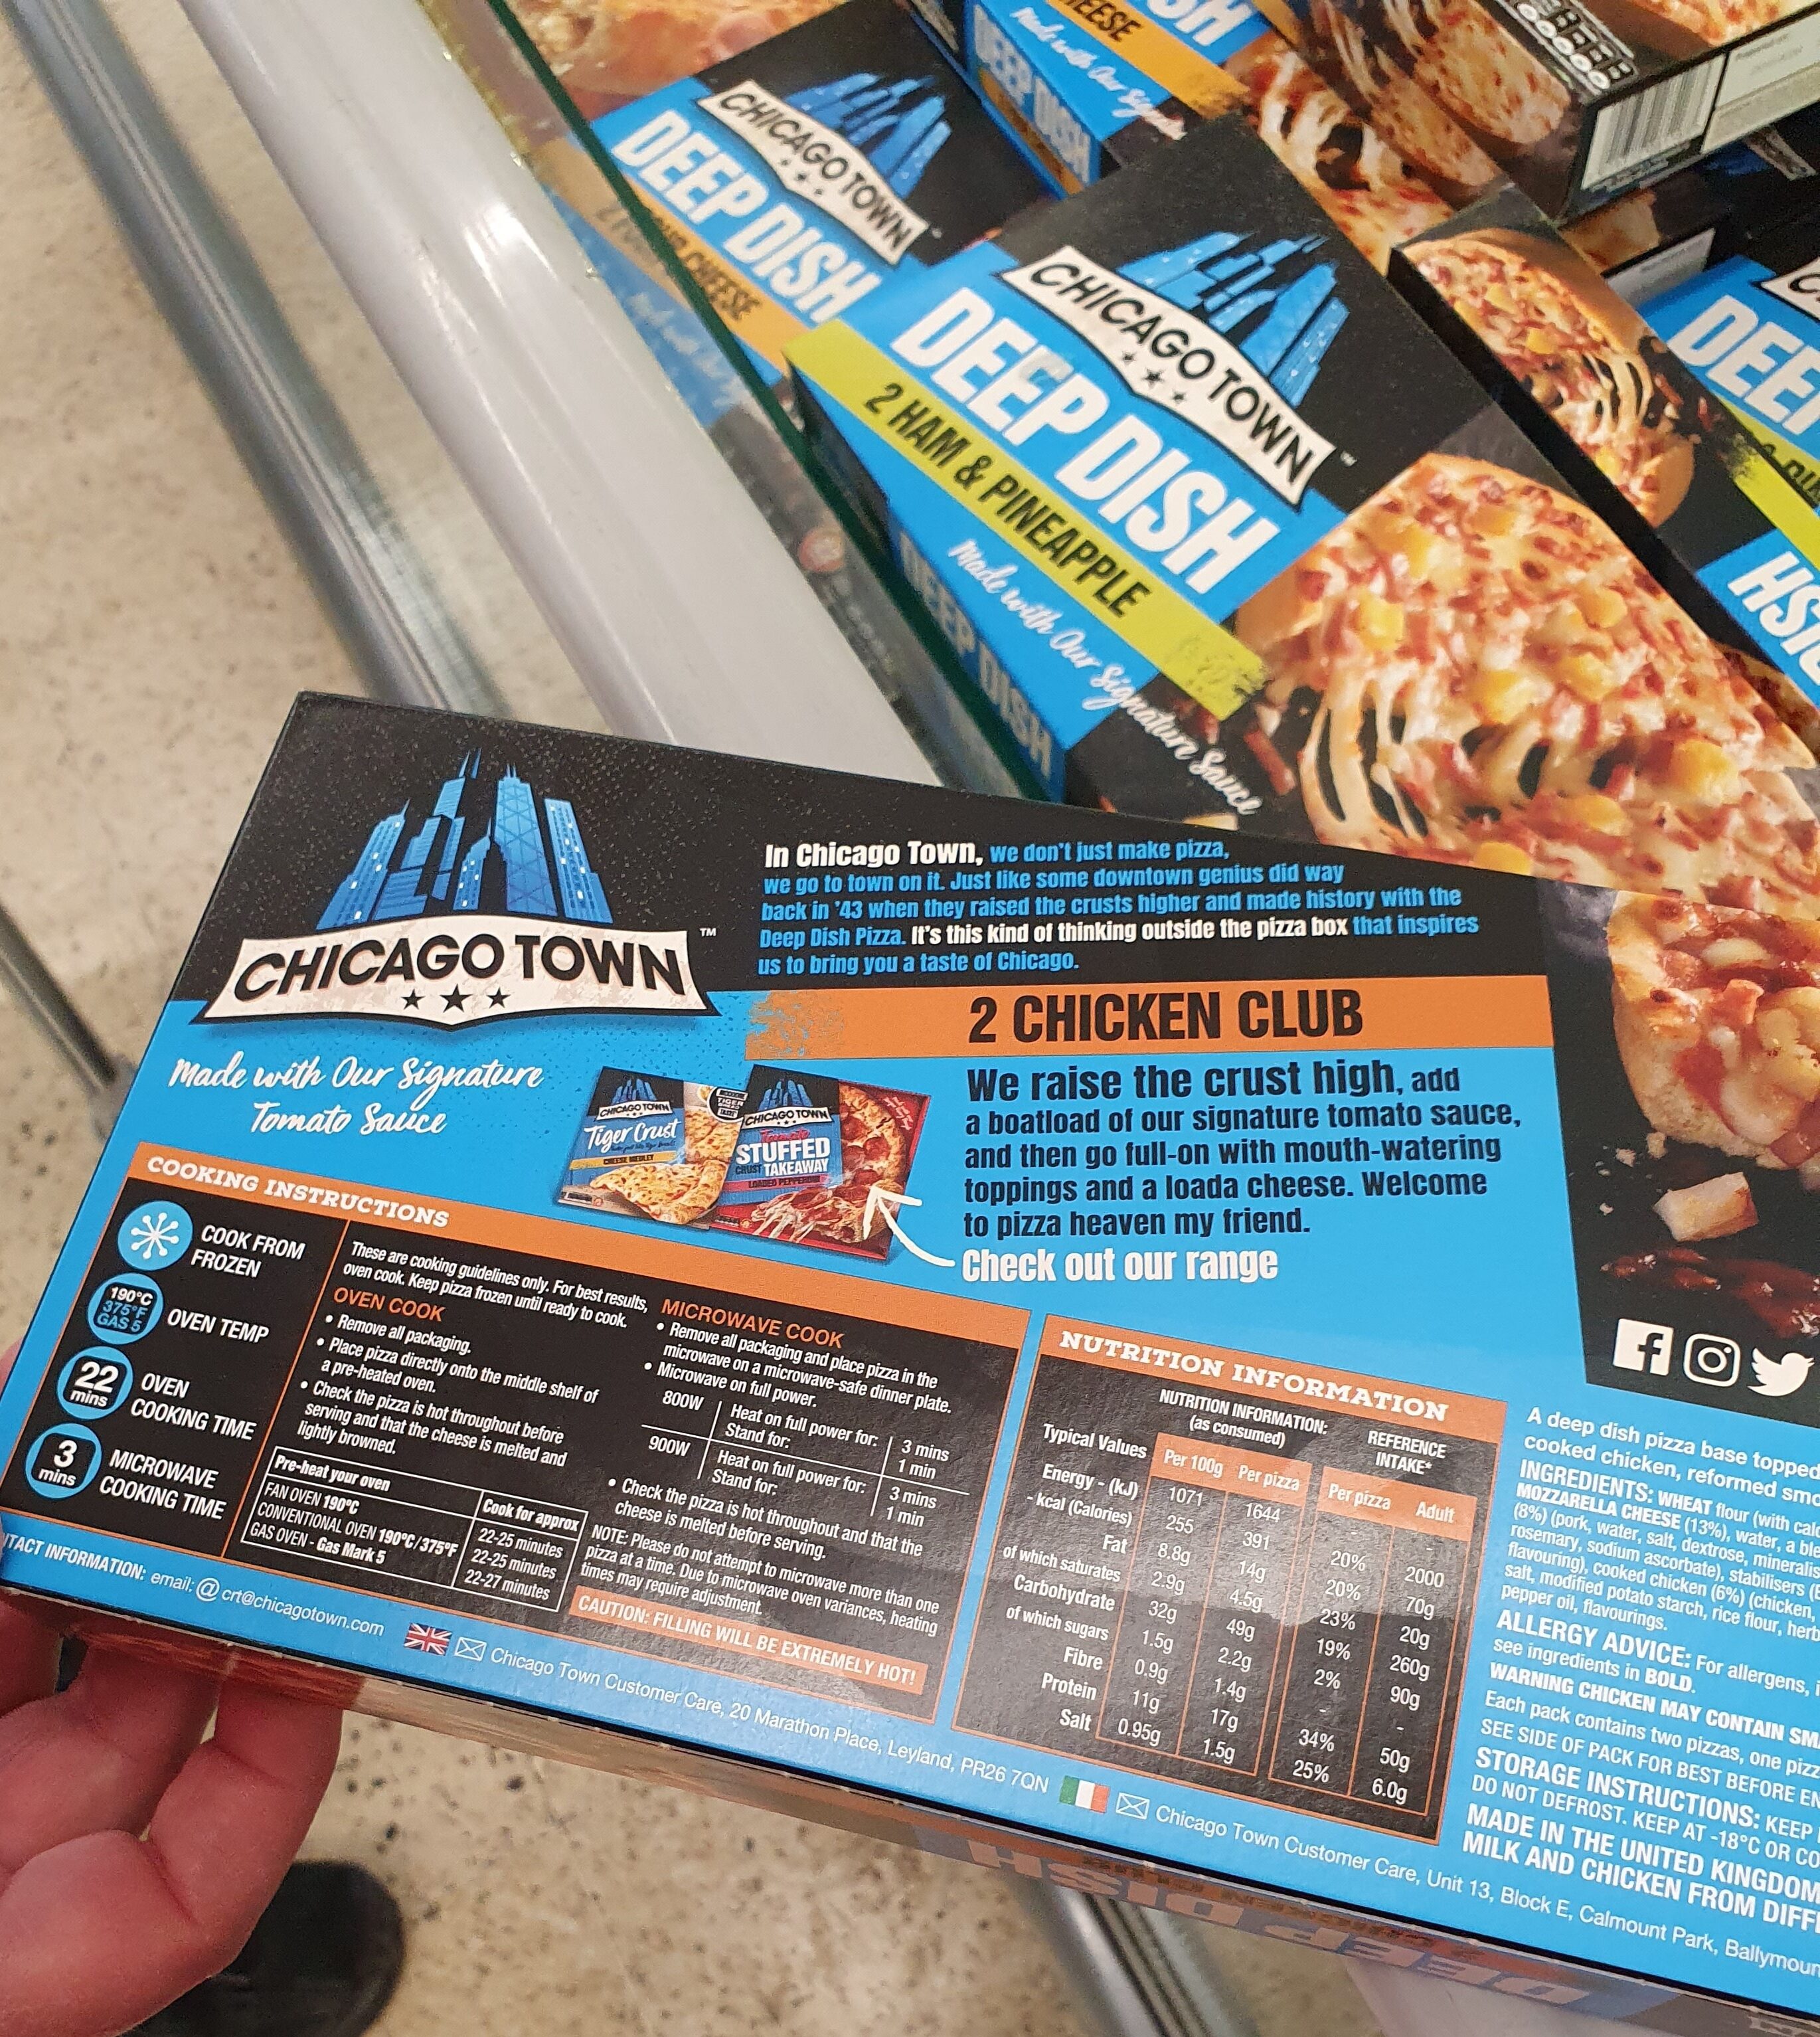 CHICAGO TOWN
DEEP DISH
CHEESE
DEEP DISH
Made with Our
CHICAGO TOWN™
DEEP DISH
2 HAM & PINEAPPLE
Made with Our Signature Sauce
DEEP DISH
CHICAGO TOWN™
Made with Our Signature
Tomato Sauce
In Chicago Town, we don't just make pizza,
we go to town on it. Just like some downtown genius did way
back in '43 when they raised the crusts higher and made history with the
Deep Dish Pizza. It's this kind of thinking outside the pizza box that inspires
us to bring you a taste of Chicago.
2 CHICKEN CLUB
We raise the crust high, add
a boatload of our signature tomato sauce,
and then go full-on with mouth-watering
toppings and a loada cheese. Welcome
to pizza heaven my friend.
Check out our range
CHICAGO TOWN
Tiger Crust
CHEESE MEDLEY
CHICAGO TOWN
STUFFED
CRUST TAKEAWAY
LOADED PEPPERONI
COOKING INSTRUCTIONS
COOK FROM
FROZEN
190°C
375°F
GAS 5
OVEN TEMP
22
mins
OVEN
COOKING TIME
3
mins
MICROWAVE
COOKING TIME
These are cooking guidelines only. For best results,
oven cook. Keep pizza frozen until ready to cook.
OVEN COOK
• Remove all packaging.
• Place pizza directly onto the middle shelf of
a pre-heated oven.
• Check the pizza is hot throughout before
serving and that the cheese is melted and
lightly browned.
Pre-heat your oven Cook for approx
FAN OVEN 190°C 22-25 minutes
CONVENTIONAL OVEN 190°C/375°F 22-25 minutes
GAS OVEN - Gas Mark 5 22-27 minutes
MICROWAVE COOK
• Remove all packaging and place pizza in the
microwave on a microwave-safe dinner plate.
• Microwave on full power.
800W Heat on full power for: 3 mins
Stand for: 1 min
900W Heat on full power for: 3 mins
Stand for: 1 min
• Check the pizza is hot throughout and that the
cheese is melted before serving.
NOTE: Please do not attempt to microwave more than one
pizza at a time. Due to microwave oven variances, heating
times may require adjustment.
CAUTION: FILLING WILL BE EXTREMELY HOT!
NUTRITION INFORMATION
NUTRITION INFORMATION:
(as consumed)
REFERENCE
INTAKE*
Typical Values Per 100g Per pizza Per pizza Adult
Energy - (kJ) 1071 1644 - -
- kcal (Calories) 255 391 20% 2000
Fat 8.8g 14g 20% 70g
of which saturates 2.9g 4.5g 23% 20g
Carbohydrate 32g 49g 19% 260g
of which sugars 1.5g 2.2g 2% 90g
Fibre 0.9g 1.4g - -
Protein 11g 17g 34% 50g
Salt 0.95g 1.5g 25% 6.0g
A deep dish pizza base topped
cooked chicken, reformed smo
INGREDIENTS: WHEAT flour (with cal
MOZZARELLA CHEESE (13%), water, a ble
(8%) (pork, water, salt, dextrose, mineralis
rosemary, sodium ascorbate), stabilisers (
flavouring), cooked chicken (6%) (chicken,
salt, modified potato starch, rice flour, herb
pepper oil, flavourings.
ALLERGY ADVICE: For allergens, i
see ingredients in BOLD.
WARNING CHICKEN MAY CONTAIN SMA
Each pack contains two pizzas, one pizz
SEE SIDE OF PACK FOR BEST BEFORE EN
STORAGE INSTRUCTIONS: KEEP
DO NOT DEFROST. KEEP AT -18°C OR CO
MADE IN THE UNITED KINGDOM
MILK AND CHICKEN FROM DIFF
NTACT INFORMATION: email: @ crt@chicagotown.com
Chicago Town Customer Care, 20 Marathon Place, Leyland, PR26 7QN
Chicago Town Customer Care, Unit 13, Block E, Calmount Park, Ballymoun
DEEP DISH